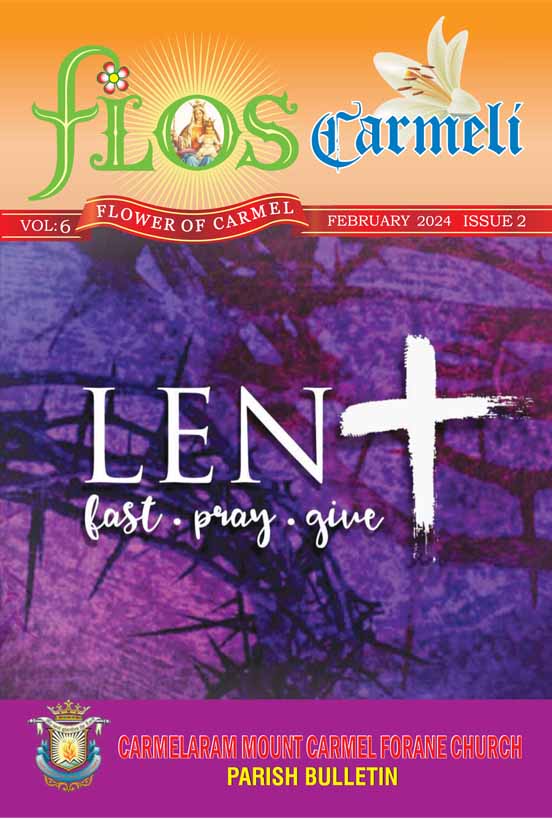 flOS Carmeli
VOL: 6
FLOWER OF CARMEL
FEBRUARY 2024 ISSUE 2
LENT
fast . pray . give
CARMELARAM MOUNT CARMEL FORANE CHURCH
PARISH BULLETIN